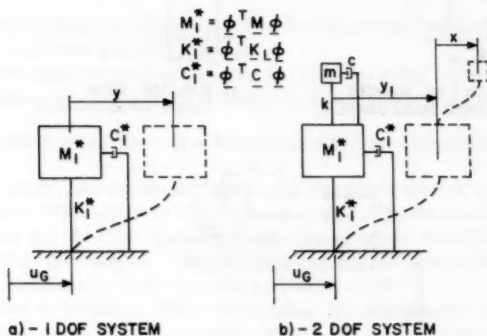 M₁* = ϕᵀ M ϕ
K₁* = ϕᵀ K_L ϕ
C₁* = ϕᵀ C ϕ
y
C₁*
M₁*
K₁*
u_G
x
m
c
y₁
k
C₁*
M₁*
K₁*
u_G
a) - 1 DOF SYSTEM
b) - 2 DOF SYSTEM